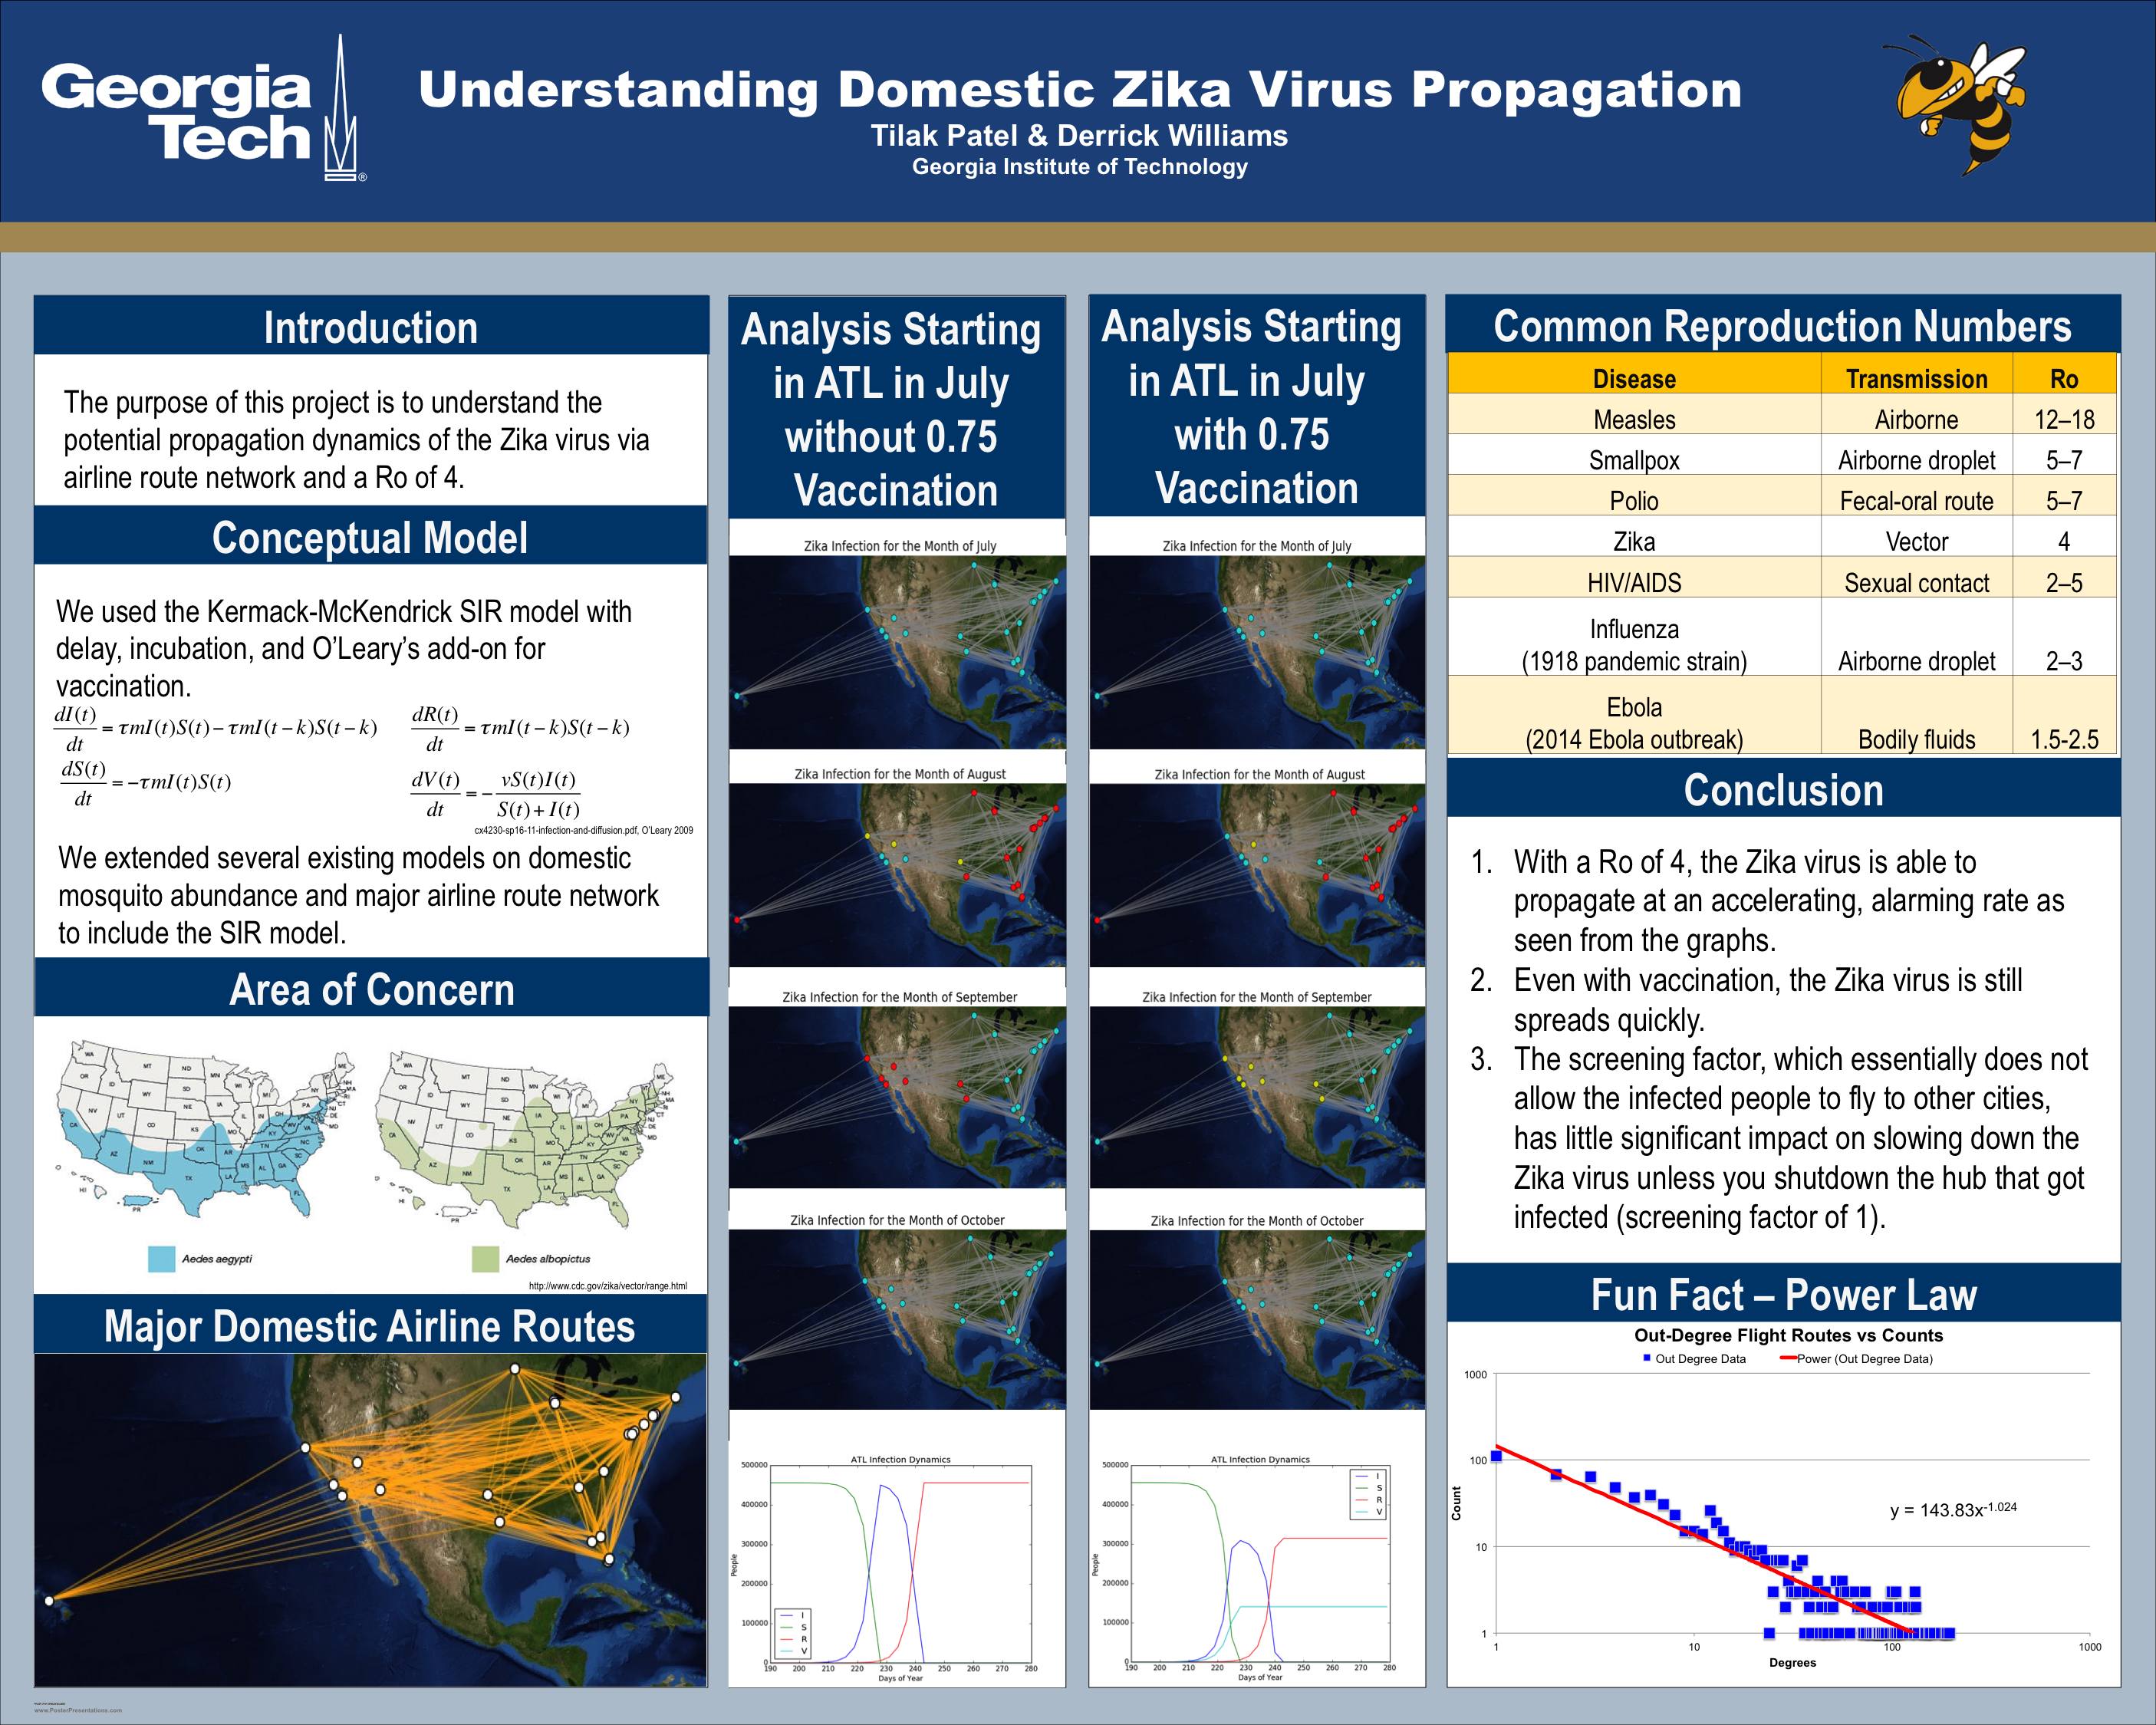 Georgia
Tech
®
Understanding Domestic Zika Virus Propagation
Tilak Patel & Derrick Williams
Georgia Institute of Technology
Introduction
The purpose of this project is to understand the
potential propagation dynamics of the Zika virus via
airline route network and a Ro of 4.
Conceptual Model
We used the Kermack-McKendrick SIR model with
delay, incubation, and O'Leary's add-on for
vaccination.
dI(t)/dt = τmI(t)S(t) − τmI(t − k)S(t − k)
dR(t)/dt = τmI(t − k)S(t − k)
dS(t)/dt = −τmI(t)S(t)
dV(t)/dt = − vS(t)I(t)/S(t) + I(t)
cx4230-sp16-11-infection-and-diffusion.pdf, O'Leary 2009
We extended several existing models on domestic
mosquito abundance and major airline route network
to include the SIR model.
Area of Concern
Aedes aegypti
Aedes albopictus
http://www.cdc.gov/zika/vector/range.html
Major Domestic Airline Routes
Analysis Starting
in ATL in July
without 0.75
Vaccination
Zika Infection for the Month of July
Zika Infection for the Month of August
Zika Infection for the Month of September
Zika Infection for the Month of October
ATL Infection Dynamics
500000
400000
300000
200000
100000
0
People
I
S
R
V
190 200 210 220 230 240 250 260 270 280
Days of Year
Analysis Starting
in ATL in July
with 0.75
Vaccination
Zika Infection for the Month of July
Zika Infection for the Month of August
Zika Infection for the Month of September
Zika Infection for the Month of October
ATL Infection Dynamics
500000
400000
300000
200000
100000
0
People
I
S
R
V
190 200 210 220 230 240 250 260 270 280
Days of Year
Common Reproduction Numbers
Disease Transmission Ro
Measles Airborne 12–18
Smallpox Airborne droplet 5–7
Polio Fecal-oral route 5–7
Zika Vector 4
HIV/AIDS Sexual contact 2–5
Influenza
(1918 pandemic strain) Airborne droplet 2–3
Ebola
(2014 Ebola outbreak) Bodily fluids 1.5-2.5
Conclusion
1. With a Ro of 4, the Zika virus is able to
propagate at an accelerating, alarming rate as
seen from the graphs.
2. Even with vaccination, the Zika virus is still
spreads quickly.
3. The screening factor, which essentially does not
allow the infected people to fly to other cities,
has little significant impact on slowing down the
Zika virus unless you shutdown the hub that got
infected (screening factor of 1).
Fun Fact – Power Law
Out-Degree Flight Routes vs Counts
Out Degree Data Power (Out Degree Data)
1000
100
10
1
Count
y = 143.83x-1.024
1 10 100 1000
Degrees
www.PosterPresentations.com